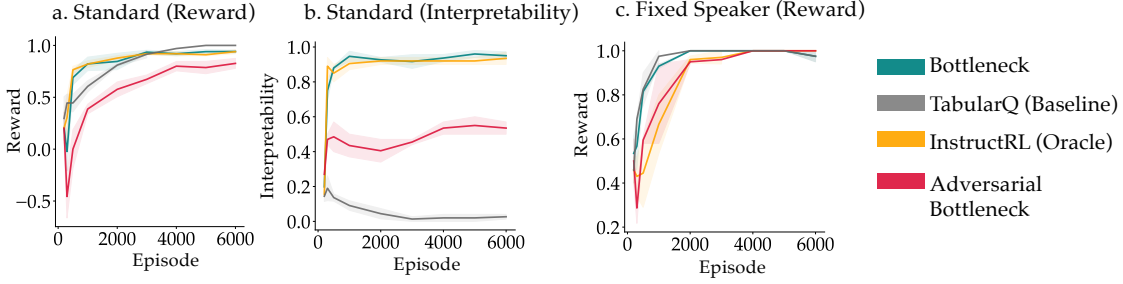 a. Standard (Reward)
1.0
0.5
0.0
−0.5
Reward
0
2000
4000
6000
Episode
b. Standard (Interpretability)
1.0
0.8
0.6
0.4
0.2
0.0
Interpretability
0
2000
4000
6000
Episode
c. Fixed Speaker (Reward)
1.0
0.8
0.6
0.4
0.2
Reward
0
2000
4000
6000
Episode
Bottleneck
TabularQ (Baseline)
InstructRL (Oracle)
Adversarial
Bottleneck